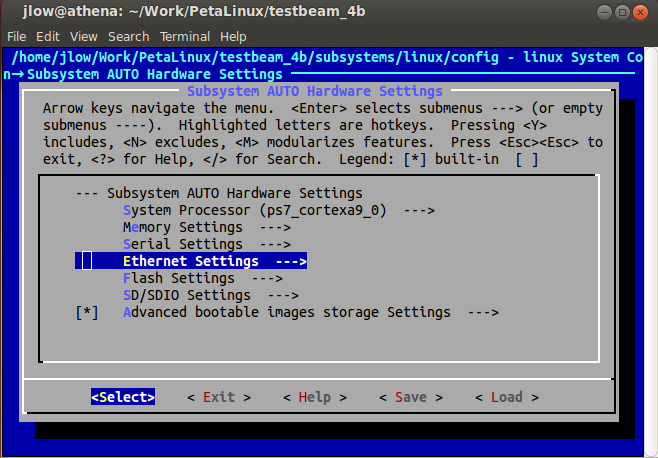 jlow@athena: ~/Work/PetaLinux/testbeam_4b
File Edit View Search Terminal Help
/home/jlow/Work/PetaLinux/testbeam_4b/subsystems/linux/config - linux System Co
n→Subsystem AUTO Hardware Settings
Subsystem AUTO Hardware Settings
Arrow keys navigate the menu. <Enter> selects submenus ---> (or empty
submenus ----). Highlighted letters are hotkeys. Pressing <Y>
includes, <N> excludes, <M> modularizes features. Press <Esc><Esc> to
exit, <?> for Help, </> for Search. Legend: [*] built-in [ ]
--- Subsystem AUTO Hardware Settings
System Processor (ps7_cortexa9_0) --->
Memory Settings --->
Serial Settings --->
Ethernet Settings --->
Flash Settings --->
SD/SDIO Settings --->
[*] Advanced bootable images storage Settings --->
<Select> < Exit > < Help > < Save > < Load >